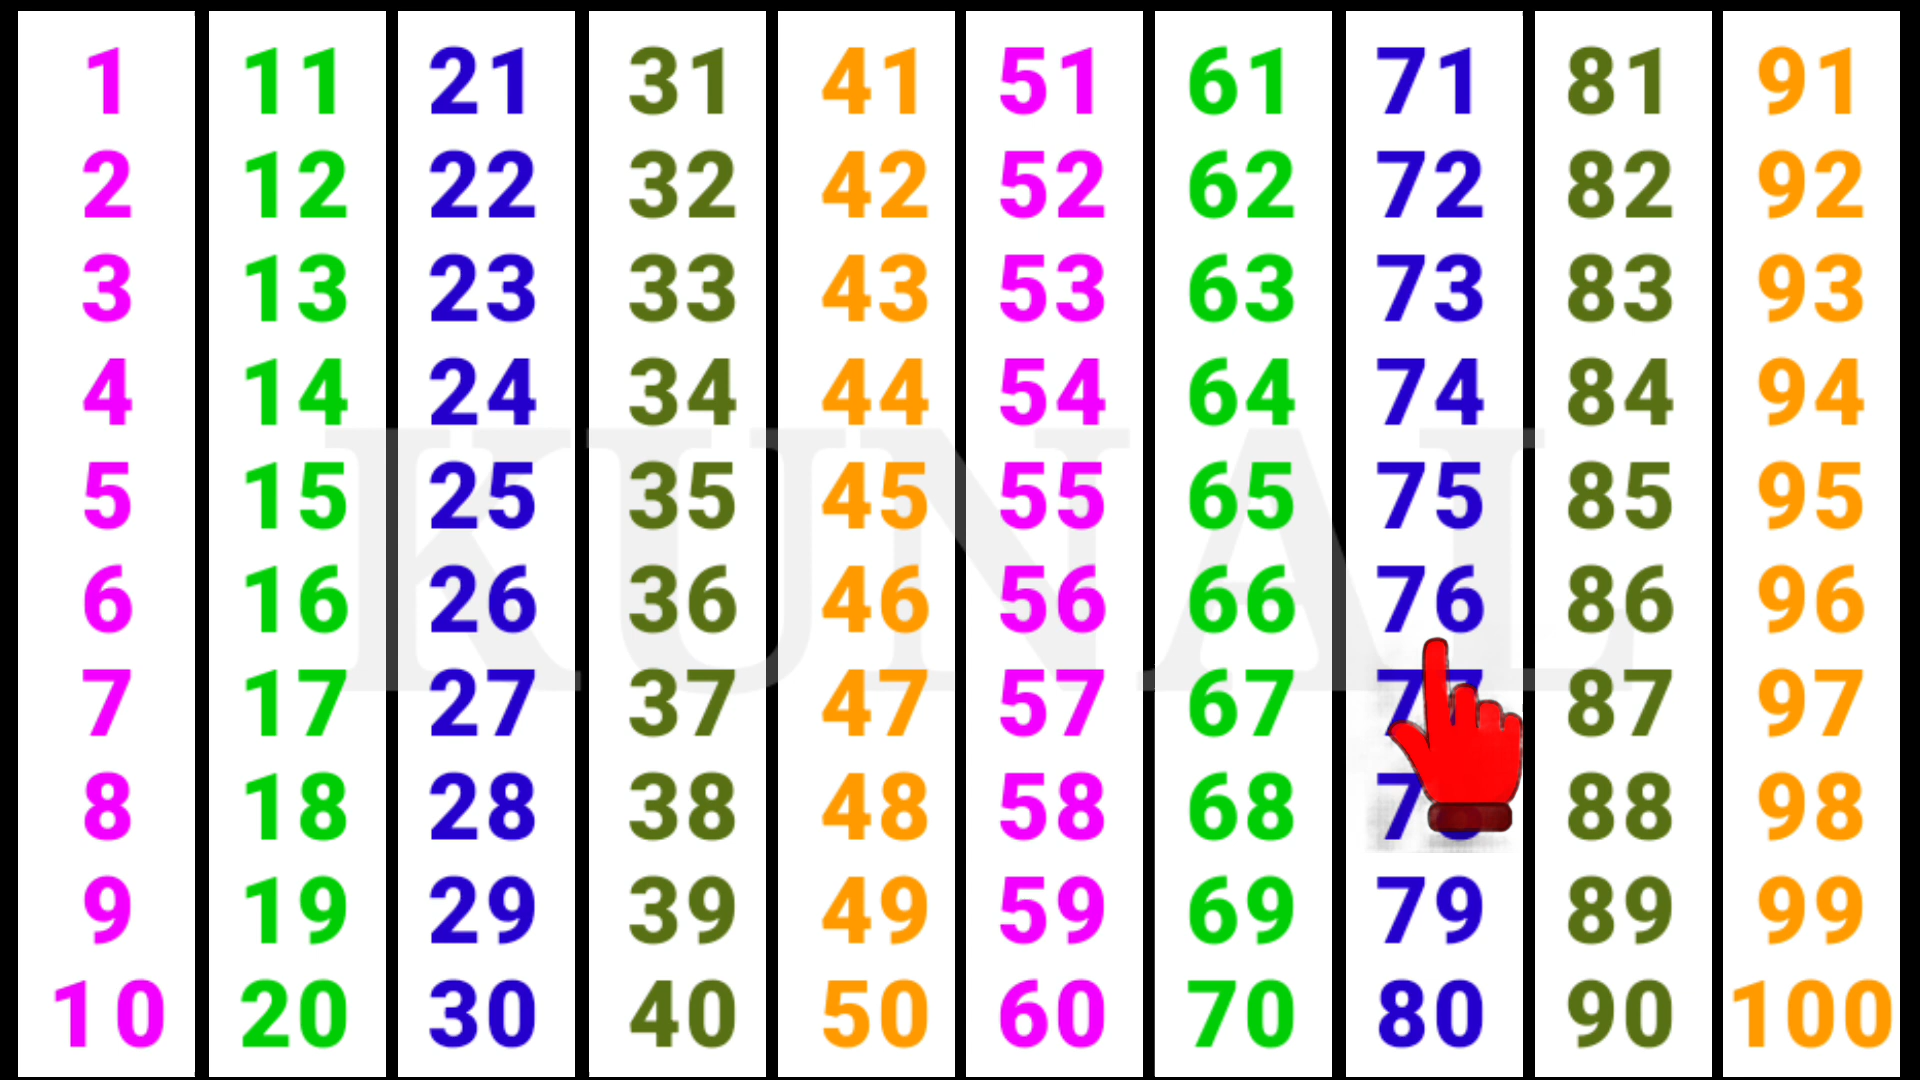 1 11 21 31 41 51 61 71 81 91
2 12 22 32 42 52 62 72 82 92
3 13 23 33 43 53 63 73 83 93
4 14 24 34 44 54 64 74 84 94
KUNAL
5 15 25 35 45 55 65 75 85 95
6 16 26 36 46 56 66 76 86 96
7 17 27 37 47 57 67 77 87 97
8 18 28 38 48 58 68 88 98
9 19 29 39 49 59 69 79 89 99
10 20 30 40 50 60 70 80 90 100